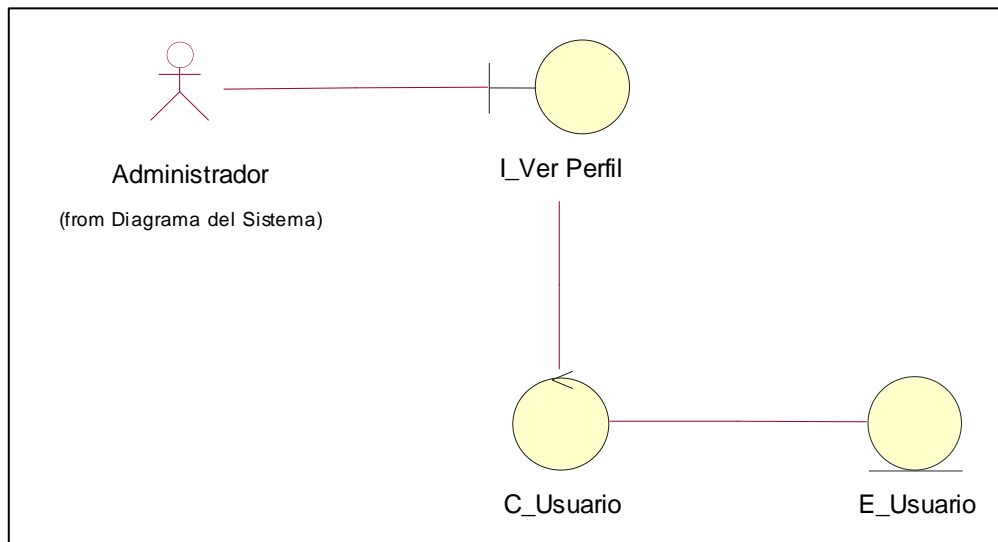 Administrador
(from Diagrama del Sistema)
I_Ver Perfil
C_Usuario
E_Usuario